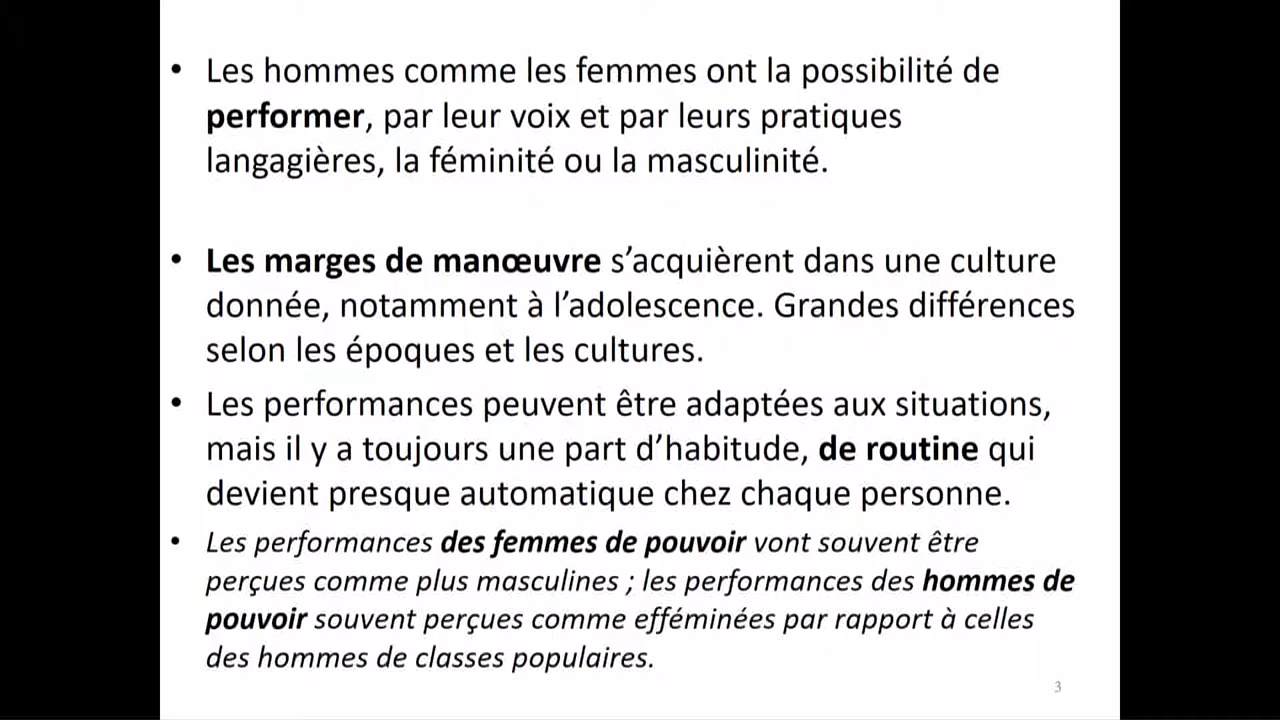 • Les hommes comme les femmes ont la possibilité de
performer, par leur voix et par leurs pratiques
langagières, la féminité ou la masculinité.
• Les marges de manœuvre s’acquièrent dans une culture
donnée, notamment à l’adolescence. Grandes différences
selon les époques et les cultures.
• Les performances peuvent être adaptées aux situations,
mais il y a toujours une part d’habitude, de routine qui
devient presque automatique chez chaque personne.
• Les performances des femmes de pouvoir vont souvent être
perçues comme plus masculines ; les performances des hommes de
pouvoir souvent perçues comme efféminées par rapport à celles
des hommes de classes populaires.
3